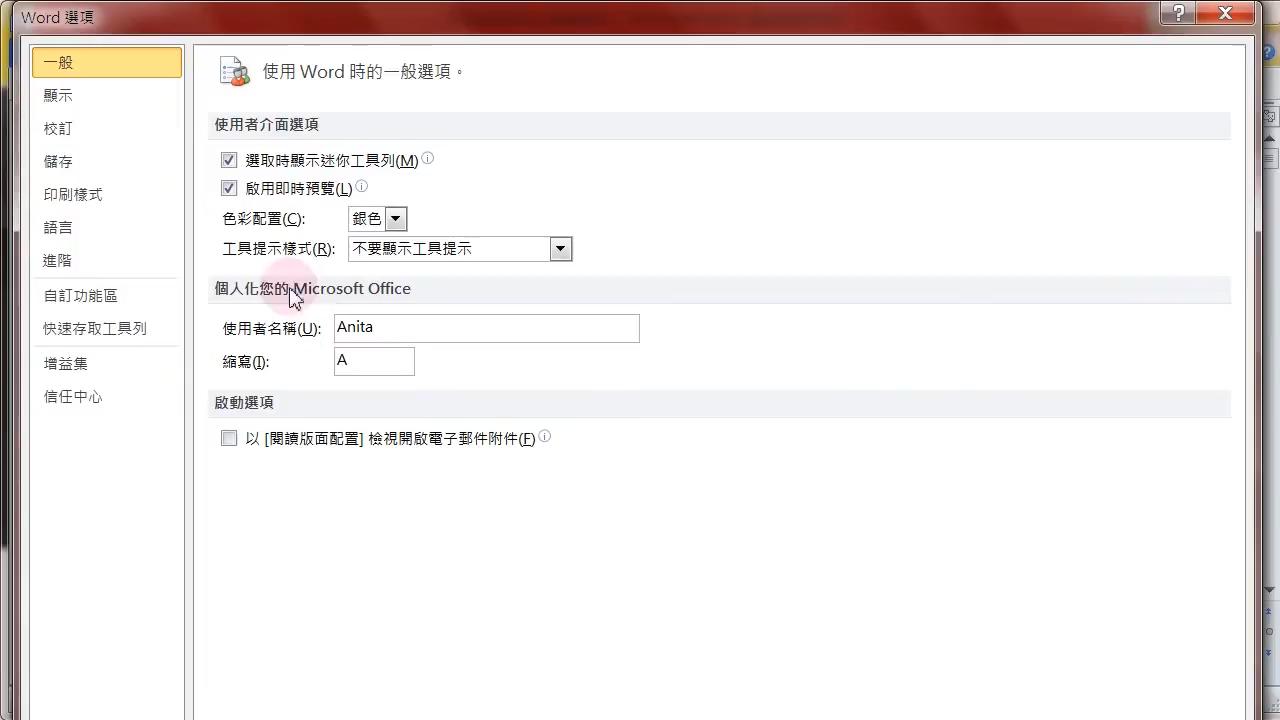 Word 選項
一般
顯示
校訂
儲存
印刷樣式
語言
進階
自訂功能區
快速存取工具列
增益集
信任中心
使用 Word 時的一般選項。
使用者介面選項
選取時顯示迷你工具列(M)
啟用即時預覽(L)
色彩配置(C): 銀色
工具提示樣式(R): 不要顯示工具提示
個人化您的 Microsoft Office
使用者名稱(U): Anita
縮寫(I): A
啟動選項
以 [閱讀版面配置] 檢視開啟電子郵件附件(F)